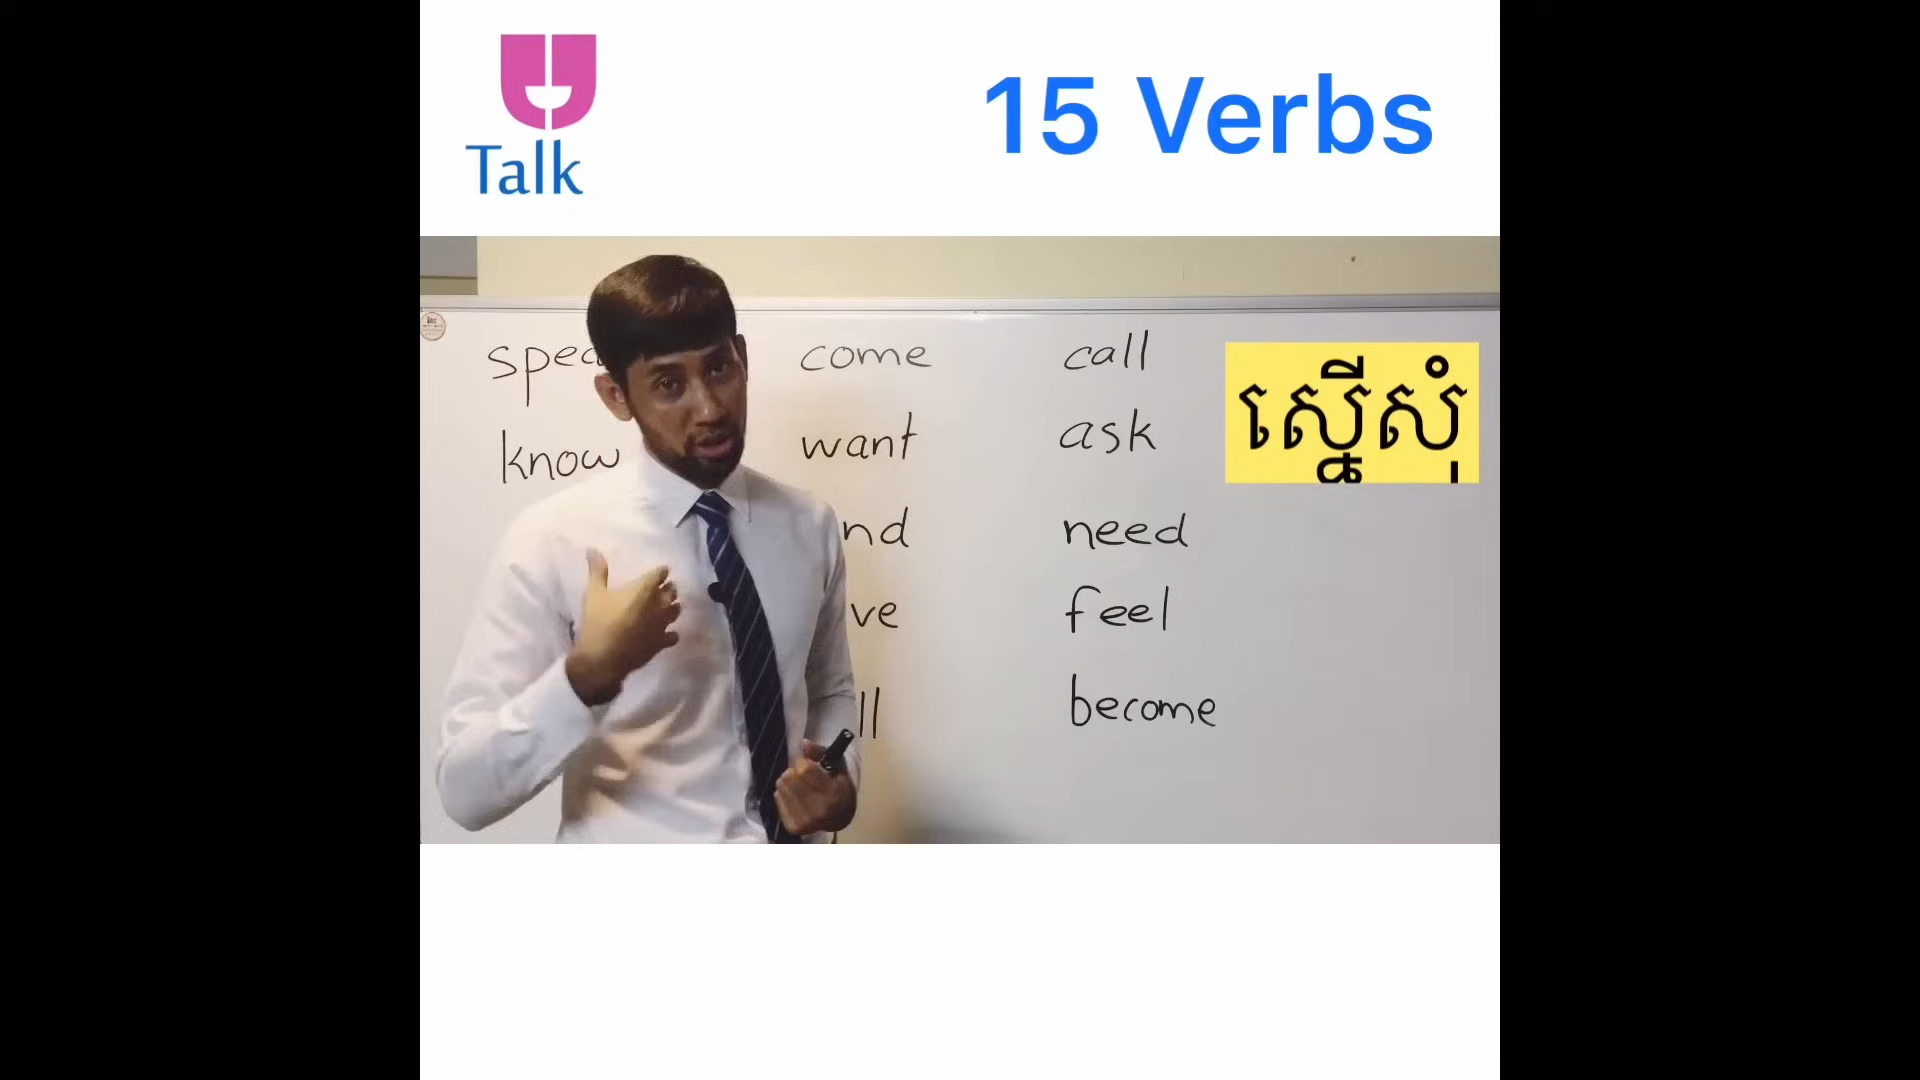 Talk
15 Verbs
come
call
know
want
ask
ស្នើសុំ
need
feel
become